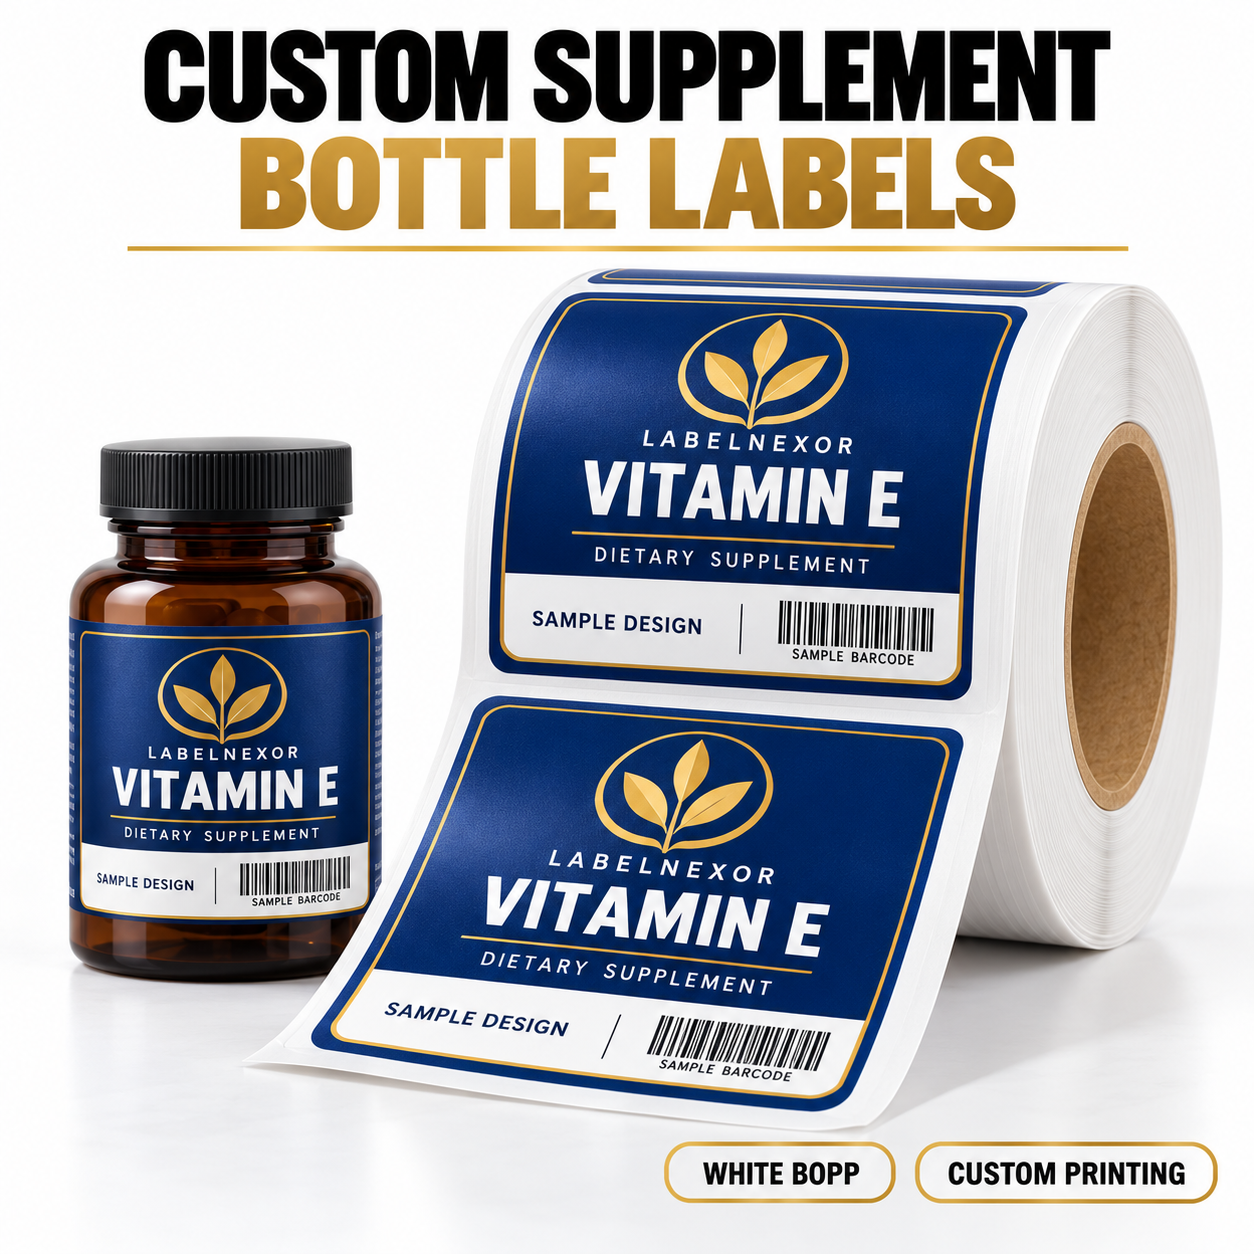 CUSTOM SUPPLEMENT
BOTTLE LABELS
LABELNEXOR
VITAMIN E
DIETARY SUPPLEMENT
SAMPLE DESIGN
SAMPLE BARCODE
LABELNEXOR
VITAMIN E
DIETARY SUPPLEMENT
SAMPLE DESIGN
SAMPLE BARCODE
LABELNEXOR
VITAMIN E
DIETARY SUPPLEMENT
SAMPLE DESIGN
SAMPLE BARCODE
WHITE BOPP
CUSTOM PRINTING